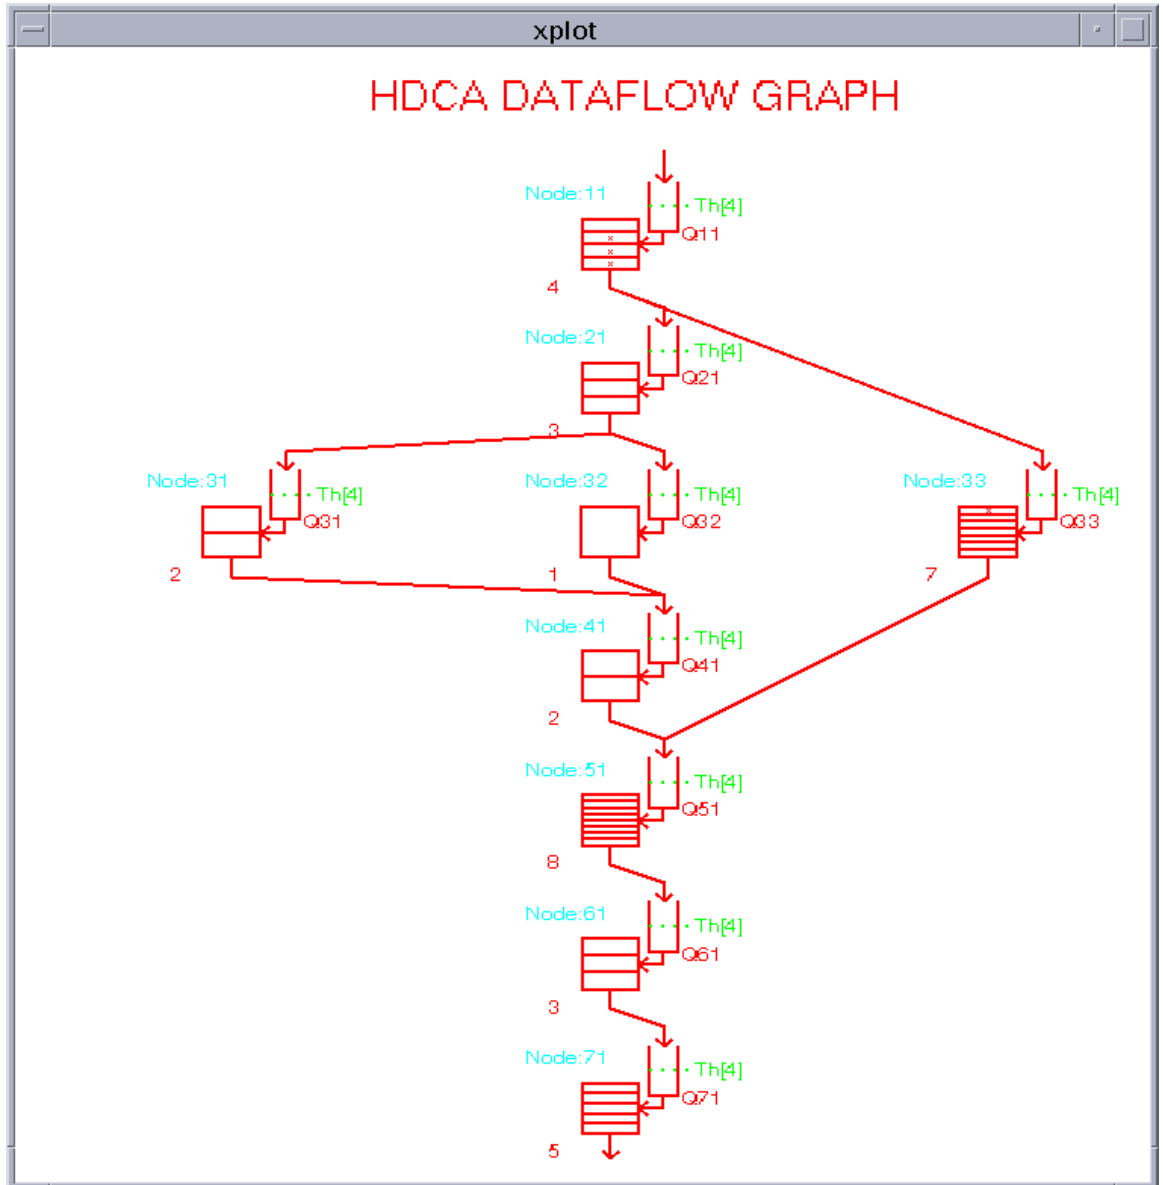 xplot
HDCA DATAFLOW GRAPH
Node:11
Th[4]
Q11
4
Node:21
Th[4]
Q21
3
Node:31
Th[4]
Q31
2
Node:32
Th[4]
Q32
1
Node:33
Th[4]
Q33
7
Node:41
Th[4]
Q41
2
Node:51
Th[4]
Q51
8
Node:61
Th[4]
Q61
3
Node:71
Th[4]
Q71
5